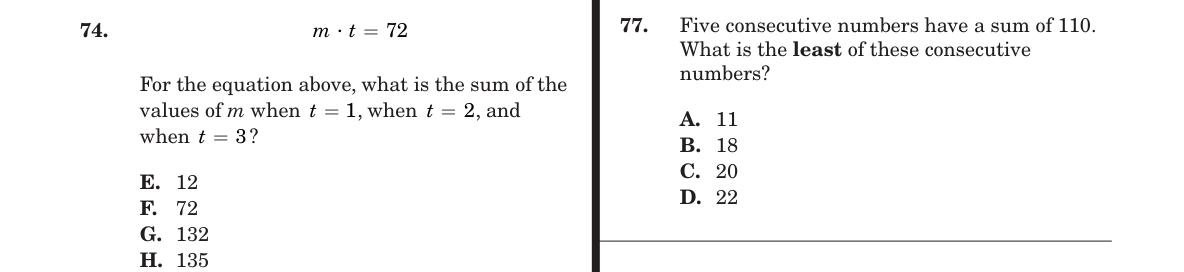 74.
m · t = 72
For the equation above, what is the sum of the
values of m when t = 1, when t = 2, and
when t = 3?
E. 12
F. 72
G. 132
H. 135
77. Five consecutive numbers have a sum of 110.
What is the least of these consecutive
numbers?
A. 11
B. 18
C. 20
D. 22